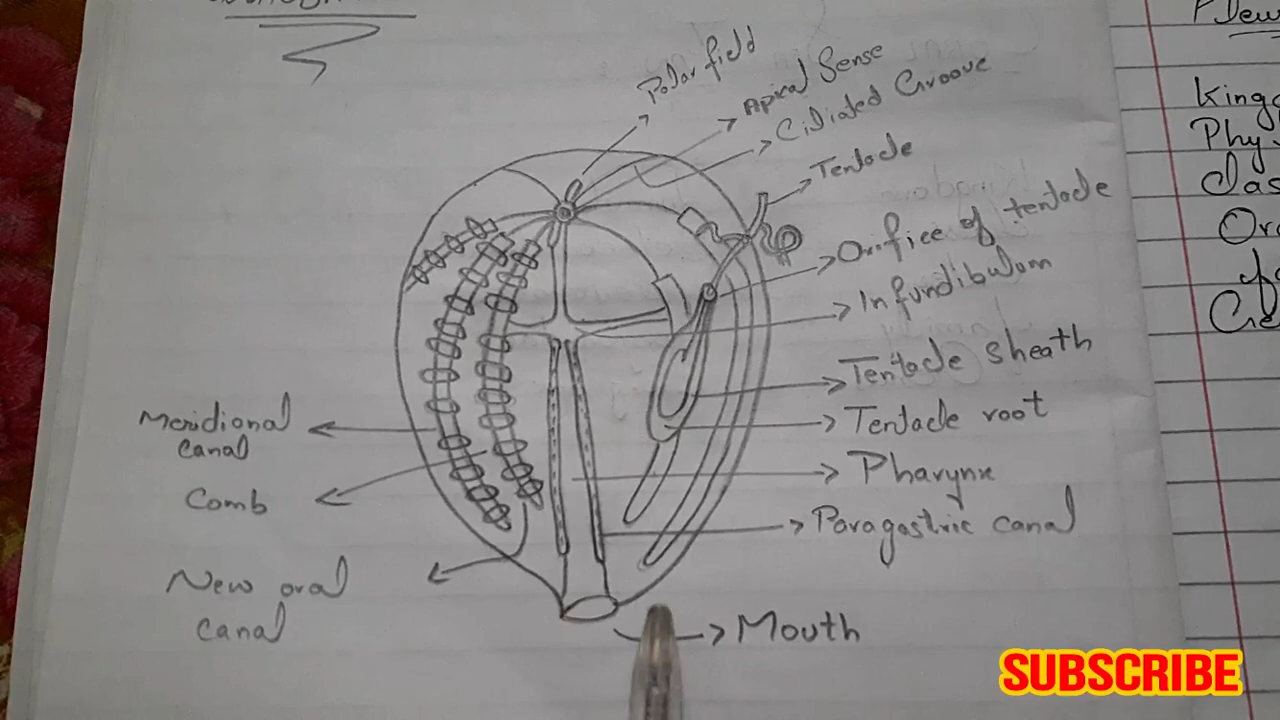 Polar field
Apical Sense
Ciliated Groove
Tentacle
Orifice of tentacle
Infundibulum
Tentacle sheath
Tentacle root
Pharynx
Paragastric canal
Mouth
Meridional
canal
Comb
New oral
canal
King
Phy
Clas
Or
SUBSCRIBE